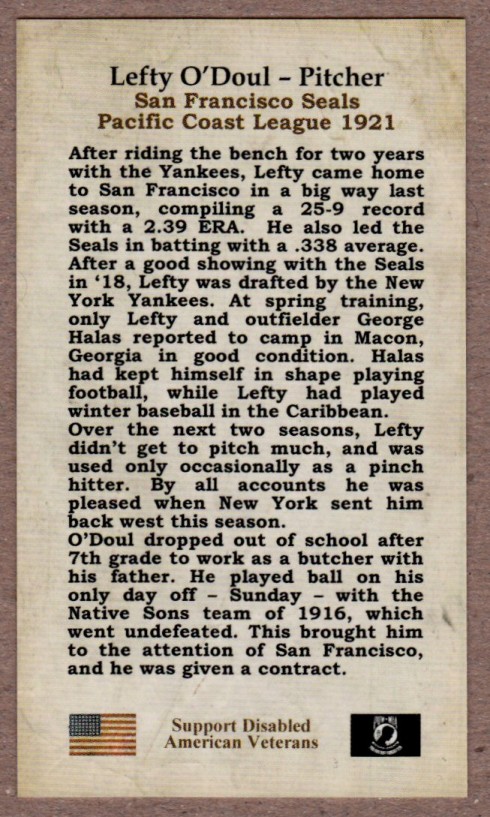 Lefty O'Doul – Pitcher
San Francisco Seals
Pacific Coast League 1921
After riding the bench for two years
with the Yankees, Lefty came home
to San Francisco in a big way last
season, compiling a 25-9 record
with a 2.39 ERA. He also led the
Seals in batting with a .338 average.
After a good showing with the Seals
in ‘18, Lefty was drafted by the New
York Yankees. At spring training,
only Lefty and outfielder George
Halas reported to camp in Macon,
Georgia in good condition. Halas
had kept himself in shape playing
football, while Lefty had played
winter baseball in the Caribbean.
Over the next two seasons, Lefty
didn't get to pitch much, and was
used only occasionally as a pinch
hitter. By all accounts he was
pleased when New York sent him
back west this season.
O'Doul dropped out of school after
7th grade to work as a butcher with
his father. He played ball on his
only day off – Sunday – with the
Native Sons team of 1916, which
went undefeated. This brought him
to the attention of San Francisco,
and he was given a contract.
Support Disabled
American Veterans